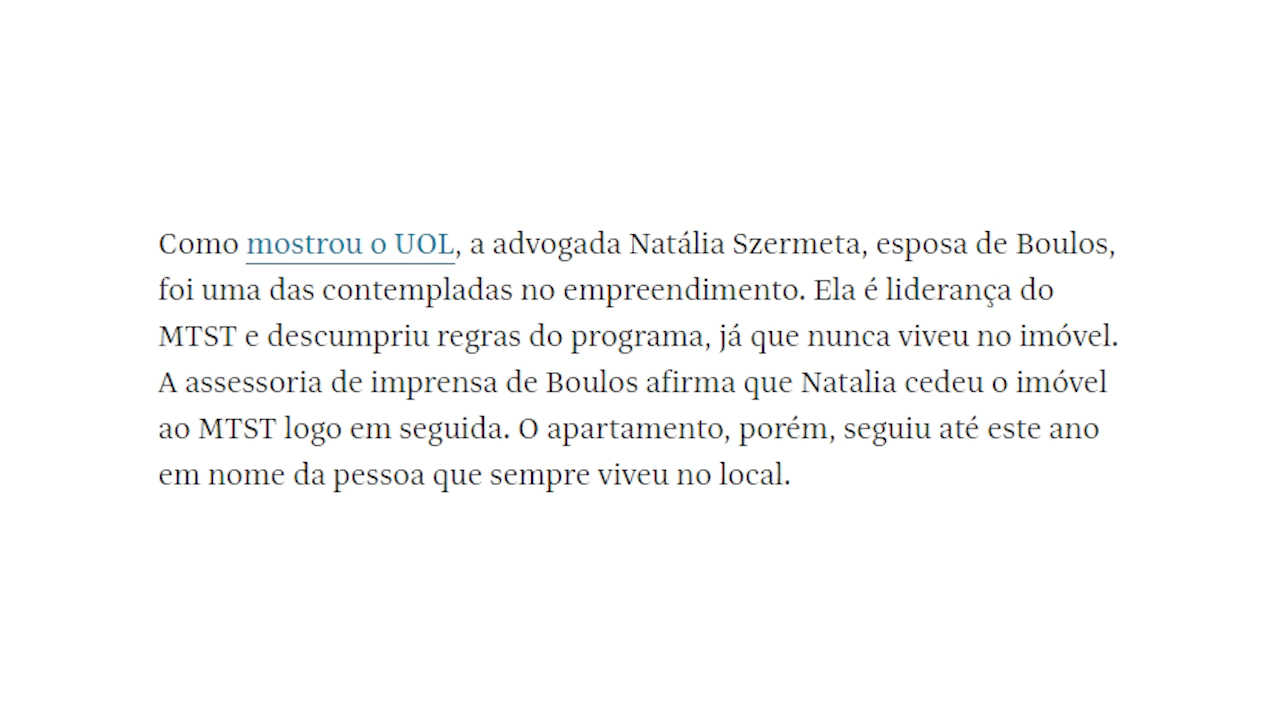 Como mostrou o UOL, a advogada Natália Szermeta, esposa de Boulos,
foi uma das contempladas no empreendimento. Ela é liderança do
MTST e descumpriu regras do programa, já que nunca viveu no imóvel.
A assessoria de imprensa de Boulos afirma que Natalia cedeu o imóvel
ao MTST logo em seguida. O apartamento, porém, seguiu até este ano
em nome da pessoa que sempre viveu no local.